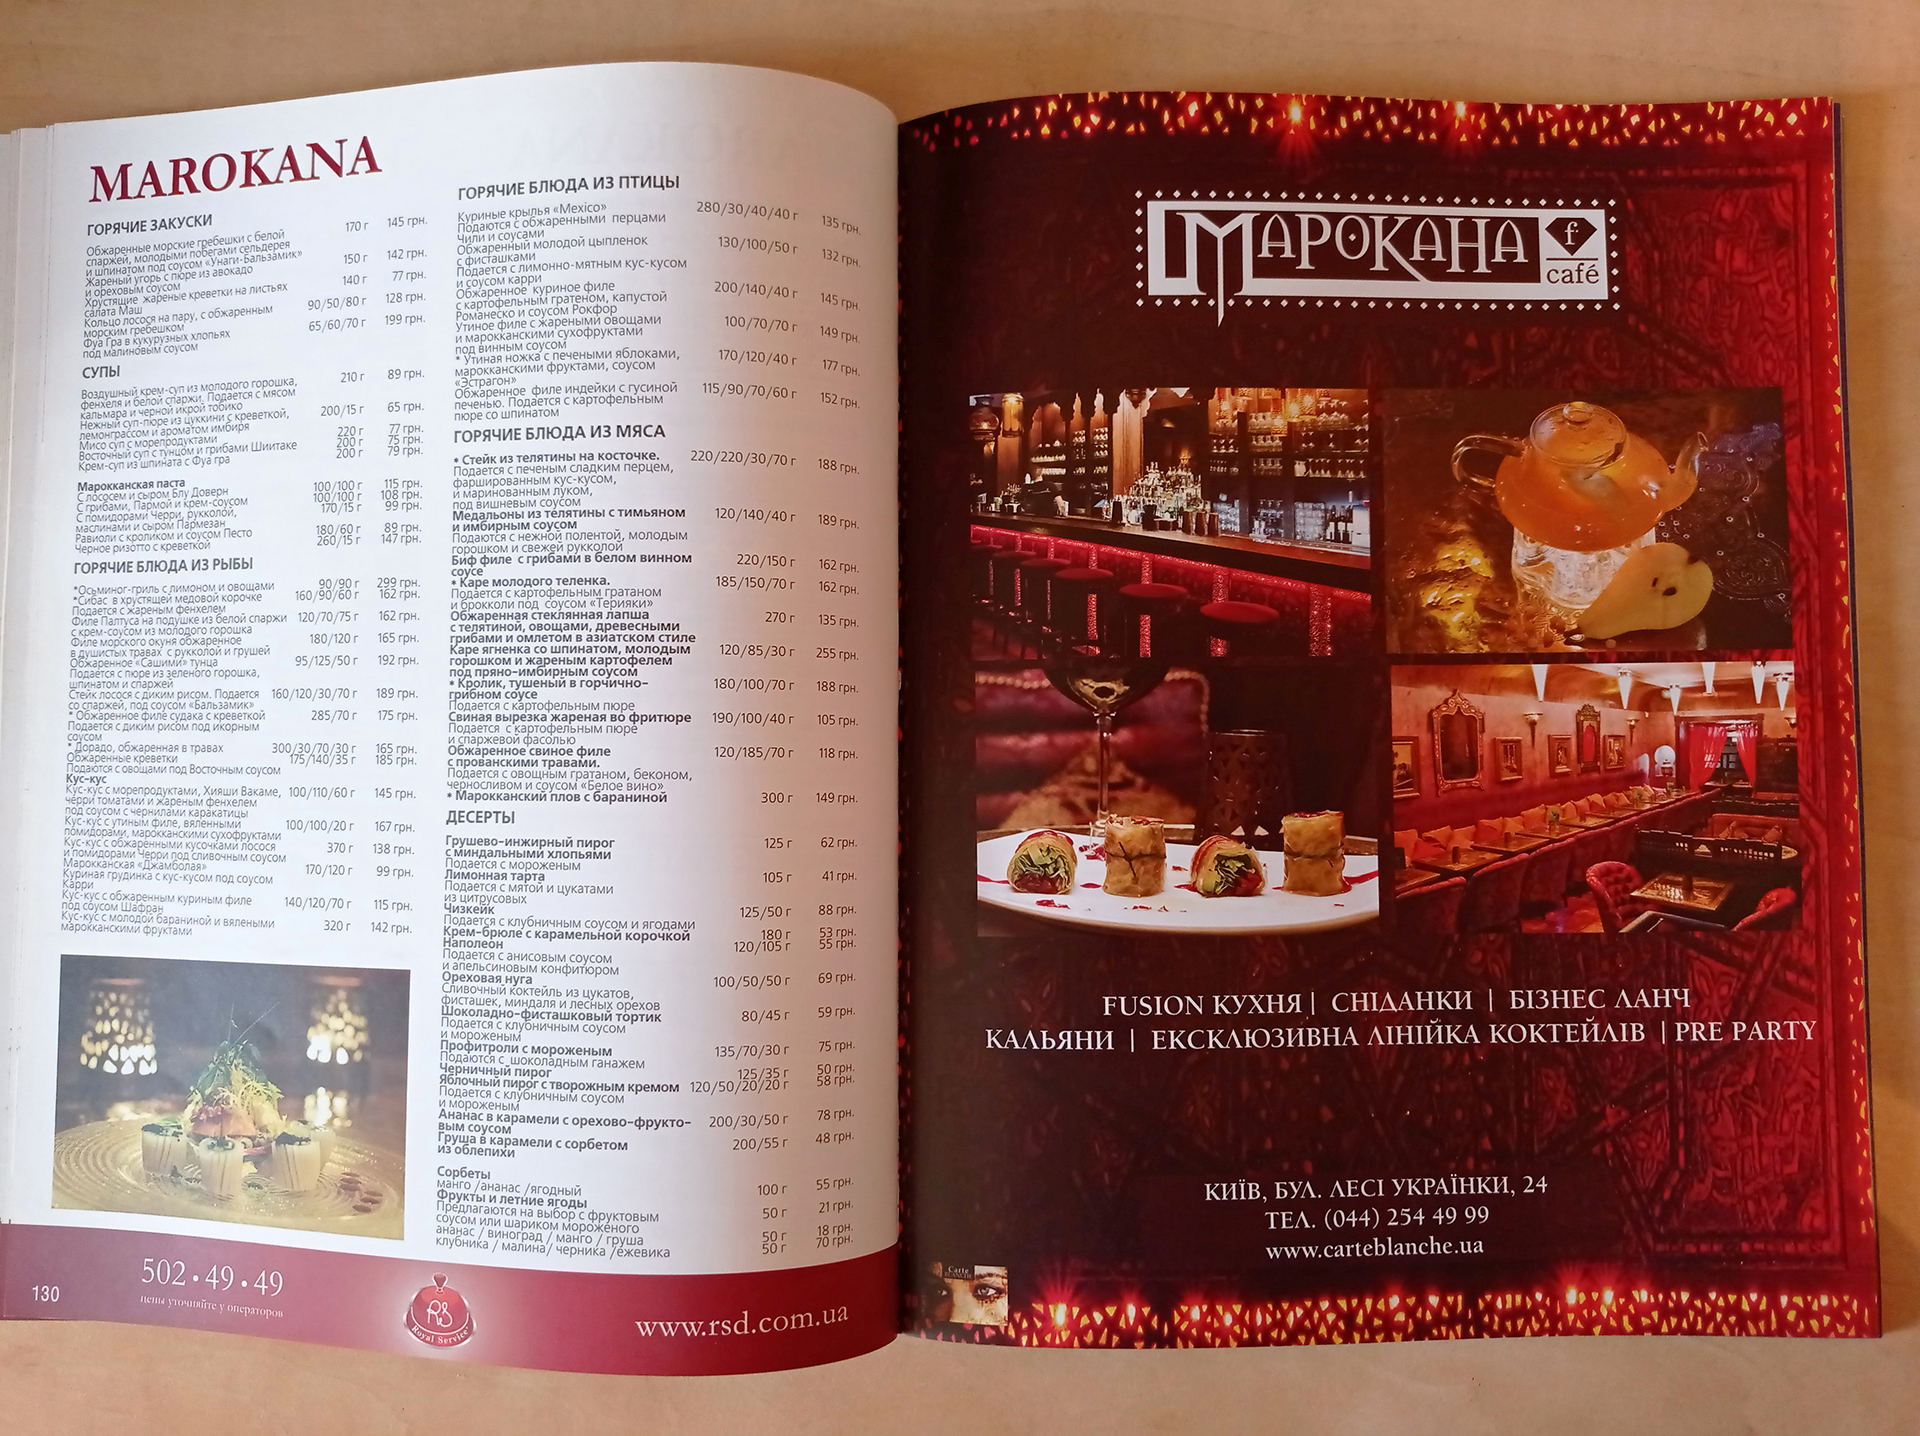 MAROKANA
ГОРЯЧИЕ ЗАКУСКИ
Обжаренные морские гребешки с белой 170 г 145 грн.
спаржей, молодыми побегами сельдерея
и шпинатом под соусом «Унаги-Бальзамик»
Жареный угорь с пюре из авокадо 150 г 142 грн.
и ореховым соусом
Хрустящие жареные креветки на листьях 140 г 77 грн.
салата Маш
Кольцо лосося на пару, с обжаренным 90/50/80 г 128 грн.
морским гребешком
Фуа Гра в кукурузных хлопьях 65/60/70 г 199 грн.
под малиновым соусом
СУПЫ
Воздушный крем-суп из молодого горошка, 210 г 89 грн.
фенхеля и белой спаржи. Подается с мясом
кальмара и черной икрой тобико
Нежный суп-пюре из цуккини с креветкой, 200/15 г 65 грн.
лемонграссом и ароматом имбиря
Мисо суп с морепродуктами 220 г 77 грн.
Восточный суп с тунцом и грибами Шиитаке 200 г 75 грн.
Крем-суп из шпината с Фуа гра 200 г 79 грн.
Марокканская паста
С лососем и сыром Блу Доверн 100/100 г 115 грн.
С грибами, Пармой и крем-соусом 100/100 г 108 грн.
С помидорами Черри, рукколой, 170/15 г 99 грн.
маслинами и сыром Пармезан
Равиоли с кроликом и соусом Песто 180/60 г 89 грн.
Черное ризотто с креветкой 260/15 г 147 грн.
ГОРЯЧИЕ БЛЮДА ИЗ РЫБЫ
*Осьминог-гриль с лимоном и овощами 90/90 г 299 грн.
*Сибас в хрустящей медовой корочке 160/90/60 г 162 грн.
Подается с жареным фенхелем
Филе Палтуса на подушке из белой спаржи 120/70/75 г 162 грн.
с крем-соусом из молодого горошка
Филе морского окуня обжаренное 180/120 г 165 грн.
в душистых травах с рукколой и грушей
Обжаренное «Сашими» тунца 95/125/50 г 192 грн.
Подается с пюре из зеленого горошка,
шпинатом и спаржей
Стейк лосося с диким рисом. Подается 160/120/30/70 г 189 грн.
со спаржей, под соусом «Бальзамик»
* Обжаренное филе судака с креветкой 285/70 г 175 грн.
Подается с диким рисом под икорным
соусом
* Дорадо, обжаренная в травах 300/30/70/30 г 165 грн.
Обжаренные креветки 175/140/35 г 185 грн.
Подаются с овощами под Восточным соусом
Кус-кус
Кус-кус с морепродуктами, Хияши Вакаме, 100/110/60 г 145 грн.
черри томатами и жареным фенхелем
под соусом с чернилами каракатицы
Кус-кус с утиным филе, вялеными 100/100/20 г 167 грн.
помидорами, марокканскими сухофруктами
Кус-кус с обжаренными кусочками лосося 370 г 138 грн.
и помидорами Черри под сливочным соусом
Марокканская «Джамболая» 170/120 г 99 грн.
Куриная грудинка с кус-кусом под соусом
Карри
Кус-кус с обжаренным куриным филе 140/120/70 г 115 грн.
под соусом Шафран
Кус-кус с молодой бараниной и вялеными 320 г 142 грн.
марокканскими фруктами
ГОРЯЧИЕ БЛЮДА ИЗ ПТИЦЫ
Куриные крылья «Mexico» 280/30/40/40 г 135 грн.
Подаются с обжаренными перцами
Чили и соусами
Обжаренный молодой цыпленок 130/100/50 г 132 грн.
с фисташками
Подается с лимонно-мятным кус-кусом
и соусом карри
Обжаренное куриное филе 200/140/40 г 145 грн.
с картофельным гратеном, капустой
Романеско и соусом Рокфор
Утиное филе с жареными овощами 100/70/70 г 149 грн.
и марокканскими сухофруктами
под винным соусом
* Утиная ножка с печеными яблоками, 170/120/40 г 177 грн.
марокканскими фруктами, соусом
«Эстрагон»
Обжаренное филе индейки с гусиной 115/90/70/60 г 152 грн.
печенью. Подается с картофельным
пюре со шпинатом
ГОРЯЧИЕ БЛЮДА ИЗ МЯСА
* Стейк из телятины на косточке. 220/220/30/70 г 188 грн.
Подается с печеным сладким перцем,
фаршированным кус-кусом,
и маринованным луком,
под вишневым соусом
Медальоны из телятины с тимьяном 120/140/40 г 189 грн.
и имбирным соусом
Подаются с нежной полентой, молодым
горошком и свежей рукколой
Биф филе с грибами в белом винном 220/150 г 162 грн.
соусе
* Каре молодого теленка. 185/150/70 г 162 грн.
Подается с картофельным гратаном
и брокколи под соусом «Терияки»
Обжаренная стеклянная лапша 270 г 135 грн.
с телятиной, овощами, древесными
грибами и омлетом в азиатском стиле
Каре ягненка со шпинатом, молодым 120/85/30 г 255 грн.
горошком и жареным картофелем
под пряно-имбирным соусом
* Кролик, тушеный в горчично- 180/100/70 г 188 грн.
грибном соусе
Подается с картофельным пюре
Свиная вырезка жареная во фритюре 190/100/40 г 105 грн.
Подается с картофельным пюре
и спаржевой фасолью
Обжаренное свиное филе 120/185/70 г 118 грн.
с прованскими травами.
Подается с овощным гратаном, беконом,
черносливом и соусом «Белое вино»
* Марокканский плов с бараниной 300 г 149 грн.
ДЕСЕРТЫ
Грушево-инжирный пирог 125 г 62 грн.
с миндальными хлопьями
Подается с мороженым
Лимонная тарта 105 г 41 грн.
Подается с мятой и цукатами
из цитрусовых
Чизкейк 125/50 г 88 грн.
Подается с клубничным соусом и ягодами
Крем-брюле с карамельной корочкой 180 г 53 грн.
Наполеон 120/105 г 55 грн.
Подается с анисовым соусом
и апельсиновым конфитюром
Ореховая нуга 100/50/50 г 69 грн.
Сливочный коктейль из цукатов,
фисташек, миндаля и лесных орехов
Шоколадно-фисташковый тортик 80/45 г 59 грн.
Подается с клубничным соусом
и мороженым
Профитроли с мороженым 135/70/30 г 75 грн.
Подаются с шоколадным ганажем
Черничный пирог 125/35 г 50 грн.
Яблочный пирог с творожным кремом 120/50/20/20 г 58 грн.
Подается с клубничным соусом
и мороженым
Ананас в карамели с орехово-фрукто- 200/30/50 г 78 грн.
вым соусом
Груша в карамели с сорбетом 200/55 г 48 грн.
из облепихи
Сорбеты
манго /ананас /ягодный 100 г 55 грн.
Фрукты и летние ягоды
Предлагаются на выбор с фруктовым 50 г 21 грн.
соусом или шариком мороженого
ананас / виноград / манго / груша 50 г 18 грн.
клубника / малина/ черника /ежевика 50 г 70 грн.
130
502•49•49
цены уточняйте у операторов
RS
Royal Service
www.rsd.com.ua
МАРОКАНА
f
café
FUSION КУХНЯ | СНІДАНКИ | БІЗНЕС ЛАНЧ
КАЛЬЯНИ | ЕКСКЛЮЗИВНА ЛІНІЙКА КОКТЕЙЛІВ | PRE PARTY
КИЇВ, БУЛ. ЛЕСІ УКРАЇНКИ, 24
ТЕЛ. (044) 254 49 99
www.carteblanche.ua
Carte
BLANCHE